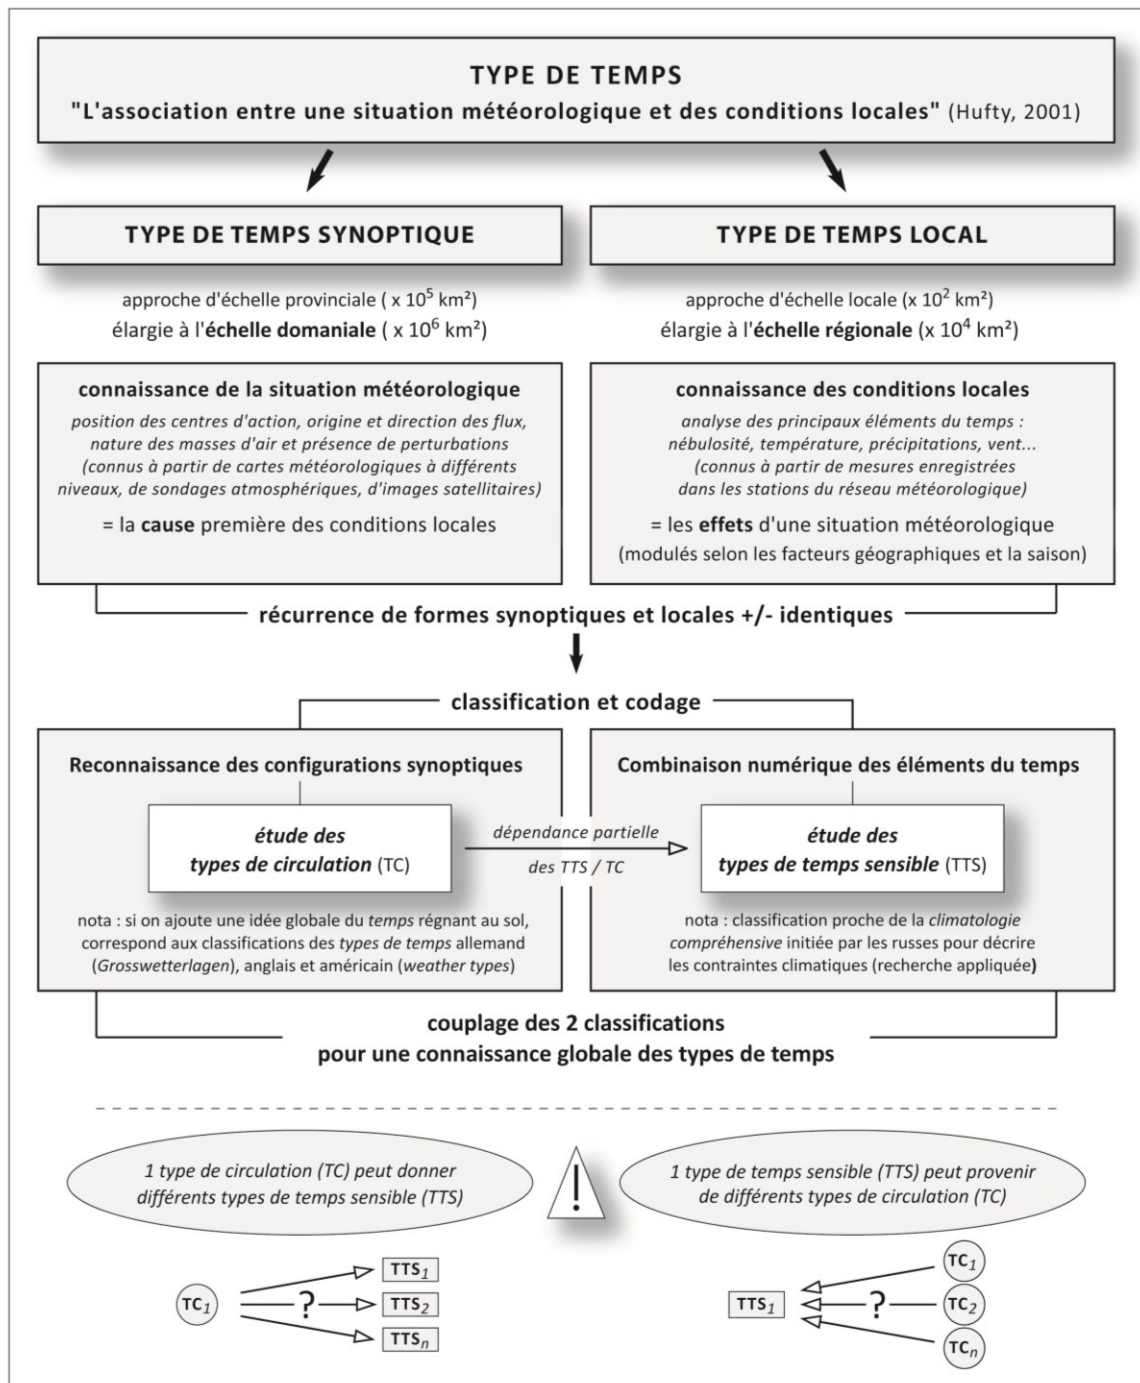 TYPE DE TEMPS
"L'association entre une situation météorologique et des conditions locales" (Hufty, 2001)
TYPE DE TEMPS SYNOPTIQUE
approche d'échelle provinciale ( x 10⁵ km²)
élargie à l'échelle domaniale ( x 10⁶ km²)
connaissance de la situation météorologique
position des centres d'action, origine et direction des flux,
nature des masses d'air et présence de perturbations
(connus à partir de cartes météorologiques à différents
niveaux, de sondages atmosphériques, d'images satellitaires)
= la cause première des conditions locales
TYPE DE TEMPS LOCAL
approche d'échelle locale (x 10² km²)
élargie à l'échelle régionale (x 10⁴ km²)
connaissance des conditions locales
analyse des principaux éléments du temps :
nébulosité, température, précipitations, vent...
(connus à partir de mesures enregistrées
dans les stations du réseau météorologique)
= les effets d'une situation météorologique
(modulés selon les facteurs géographiques et la saison)
récurrence de formes synoptiques et locales +/- identiques
classification et codage
Reconnaissance des configurations synoptiques
étude des
types de circulation (TC)
nota : si on ajoute une idée globale du temps régnant au sol,
correspond aux classifications des types de temps allemand
(Grosswetterlagen), anglais et américain (weather types)
dépendance partielle
des TTS / TC
Combinaison numérique des éléments du temps
étude des
types de temps sensible (TTS)
nota : classification proche de la climatologie
compréhensive initiée par les russes pour décrire
les contraintes climatiques (recherche appliquée)
couplage des 2 classifications
pour une connaissance globale des types de temps
1 type de circulation (TC) peut donner
différents types de temps sensible (TTS)
!
1 type de temps sensible (TTS) peut provenir
de différents types de circulation (TC)
TC1
?
TTS1
TTS2
TTSn
TTS1
?
TC1
TC2
TCn